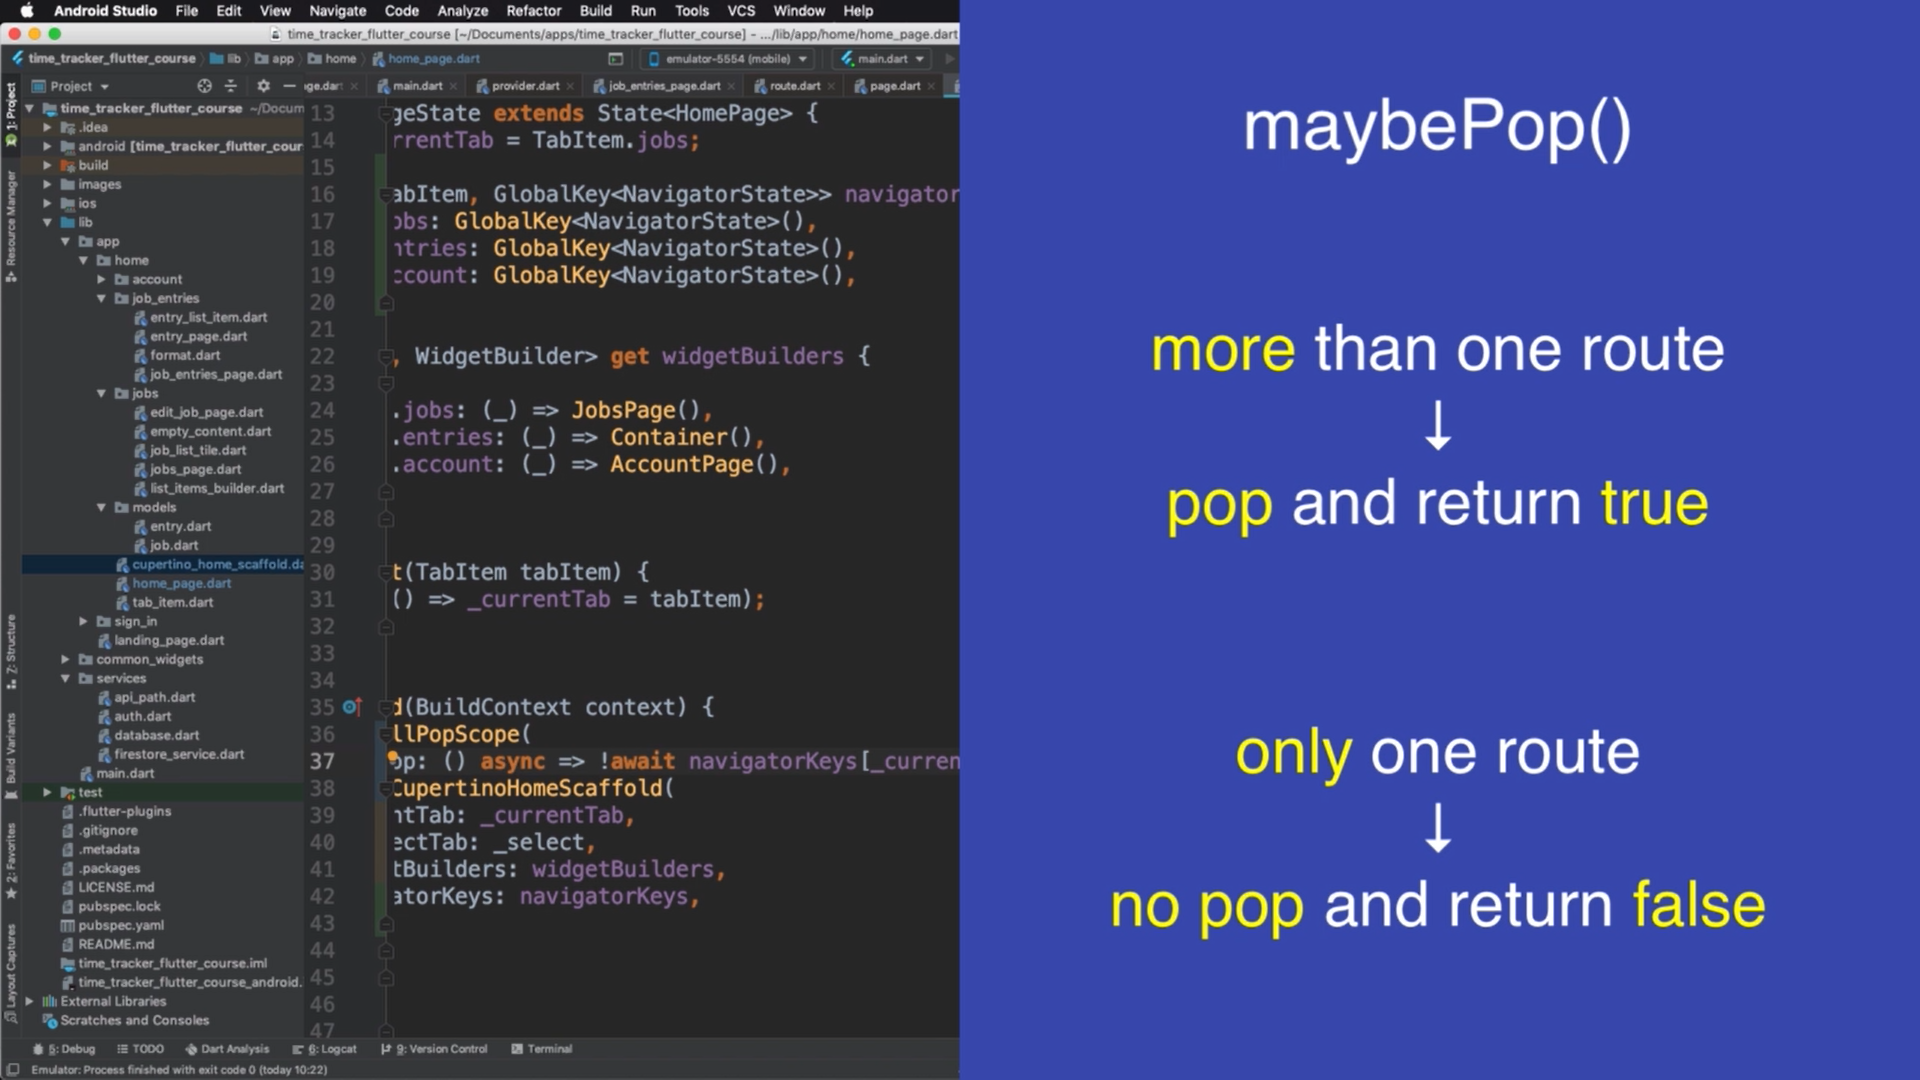 Android Studio File Edit View Navigate Code Analyze Refactor Build Run Tools VCS Window Help
time_tracker_flutter_course [~/Documents/apps/time_tracker_flutter_course] - .../lib/app/home/home_page.dart
time_tracker_flutter_course lib app home home_page.dart emulator-5554 (mobile) main.dart
Project
ge.dart main.dart provider.dart job_entries_page.dart route.dart page.dart
1: Project
Resource Manager
Z: Structure
Build Variants
2: Favorites
Layout Captures
time_tracker_flutter_course ~/Docum
.idea
android [time_tracker_flutter_cour
build
images
ios
lib
app
home
account
job_entries
entry_list_item.dart
entry_page.dart
format.dart
job_entries_page.dart
jobs
edit_job_page.dart
empty_content.dart
job_list_tile.dart
jobs_page.dart
list_items_builder.dart
models
entry.dart
job.dart
cupertino_home_scaffold.da
home_page.dart
tab_item.dart
sign_in
landing_page.dart
common_widgets
services
api_path.dart
auth.dart
database.dart
firestore_service.dart
main.dart
test
.flutter-plugins
.gitignore
.metadata
.packages
LICENSE.md
pubspec.lock
pubspec.yaml
README.md
time_tracker_flutter_course.iml
time_tracker_flutter_course_android.
External Libraries
Scratches and Consoles
13 geState extends State<HomePage> {
14 rrentTab = TabItem.jobs;
15
16 abItem, GlobalKey<NavigatorState>> navigator
17 obs: GlobalKey<NavigatorState>(),
18 ntries: GlobalKey<NavigatorState>(),
19 ccount: GlobalKey<NavigatorState>(),
20
21
22 , WidgetBuilder> get widgetBuilders {
23
24 .jobs: (_) => JobsPage(),
25 .entries: (_) => Container(),
26 .account: (_) => AccountPage(),
27
28
29
30 t(TabItem tabItem) {
31 () => _currentTab = tabItem);
32
33
34
35 d(BuildContext context) {
36 llPopScope(
37 op: () async => !await navigatorKeys[_curren
38 CupertinoHomeScaffold(
39 ntTab: _currentTab,
40 ectTab: _select,
41 tBuilders: widgetBuilders,
42 atorKeys: navigatorKeys,
43
44
45
46
47
5: Debug TODO Dart Analysis 6: Logcat 9: Version Control Terminal
Emulator: Process finished with exit code 0 (today 10:22)
maybePop()
more than one route
↓
pop and return true
only one route
↓
no pop and return false